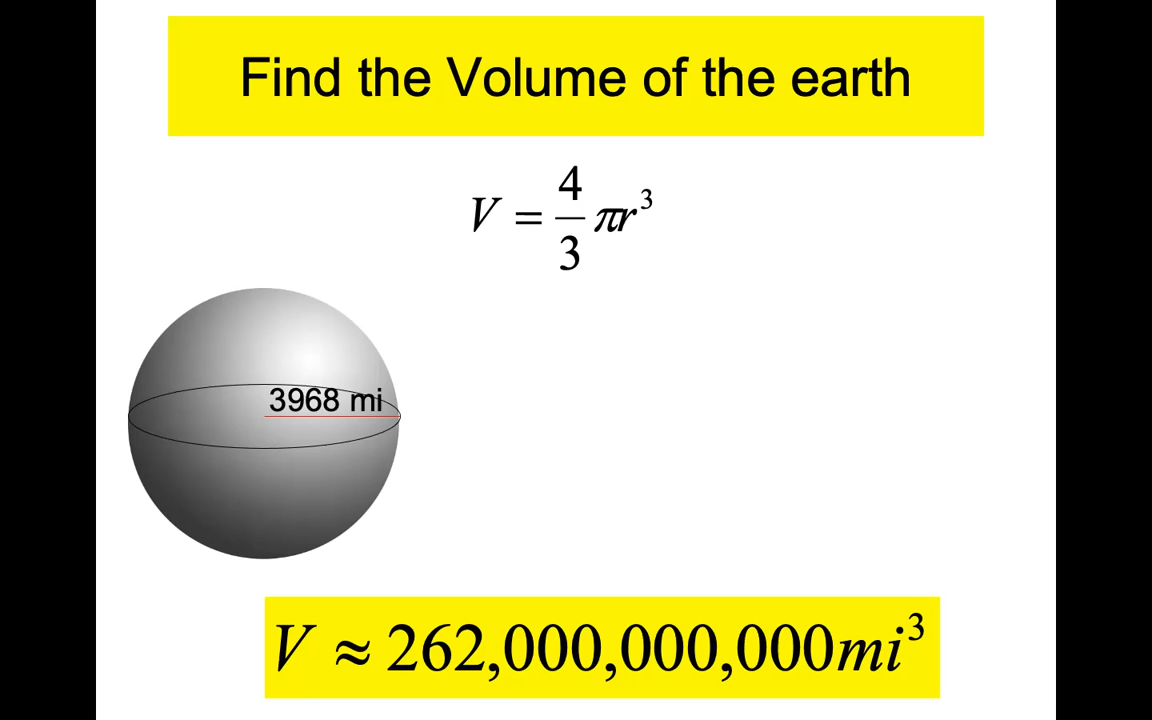 Find the Volume of the earth
V = 4/3 πr³
3968 mi
V ≈ 262,000,000,000mi³